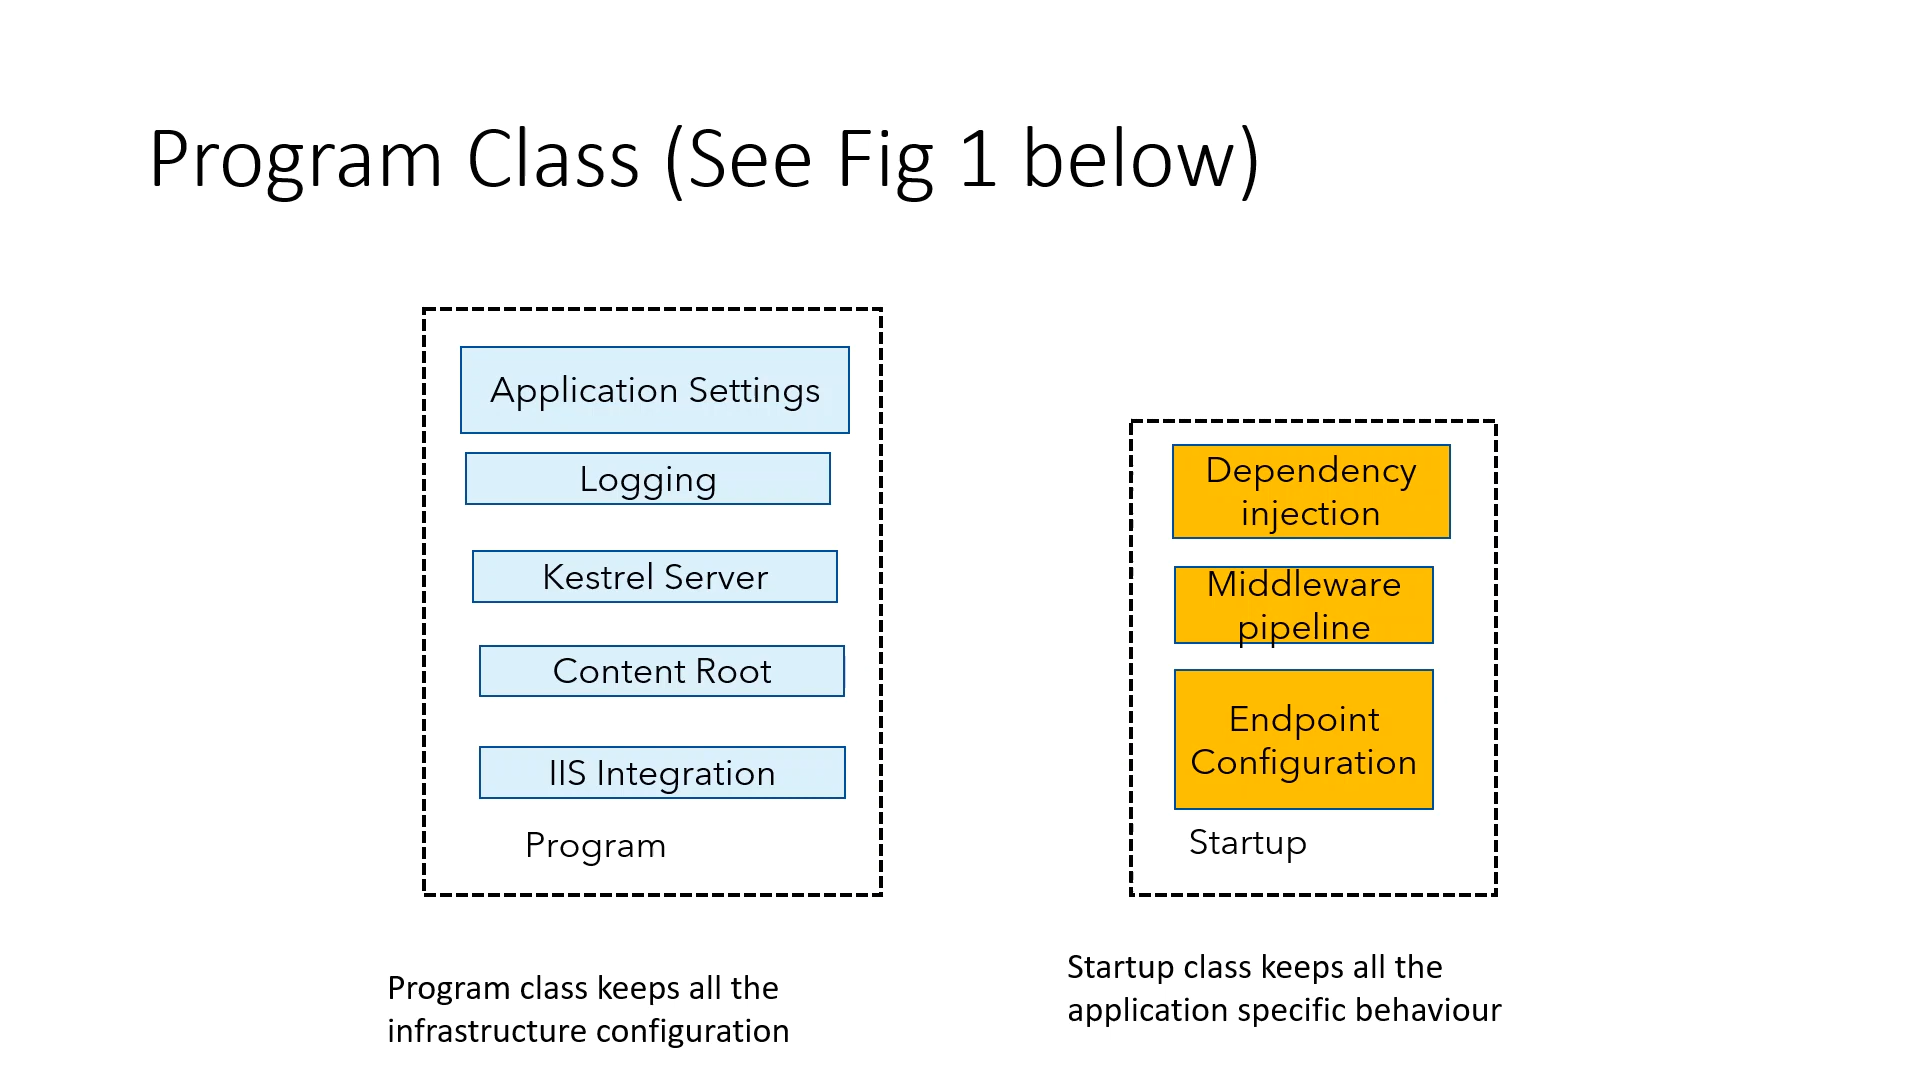 Program Class (See Fig 1 below)
Application Settings
Logging
Kestrel Server
Content Root
IIS Integration
Program
Program class keeps all the
infrastructure configuration
Dependency
injection
Middleware
pipeline
Endpoint
Configuration
Startup
Startup class keeps all the
application specific behaviour